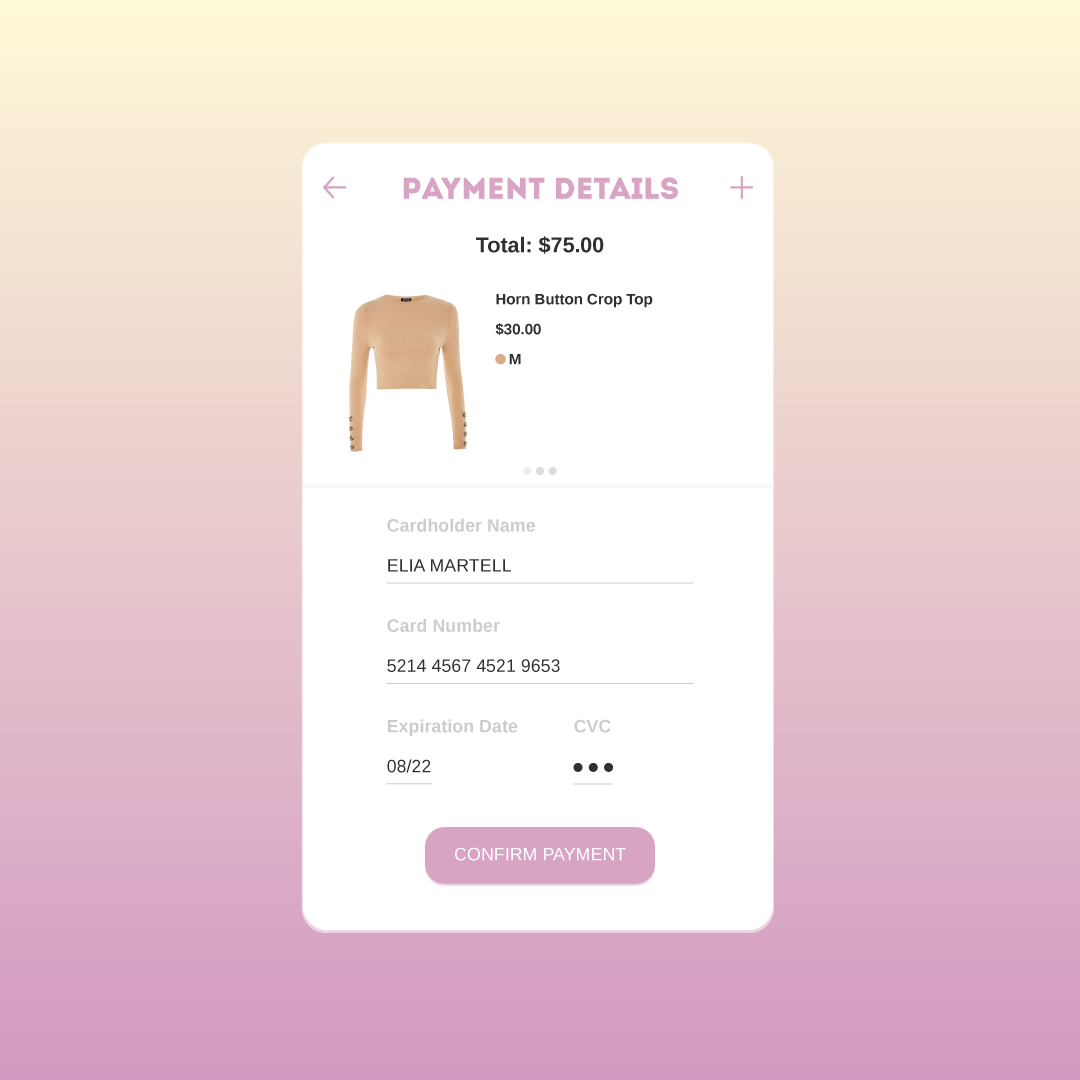 PAYMENT DETAILS
Total: $75.00
Horn Button Crop Top
$30.00
M
Cardholder Name
ELIA MARTELL
Card Number
5214 4567 4521 9653
Expiration Date CVC
08/22
CONFIRM PAYMENT